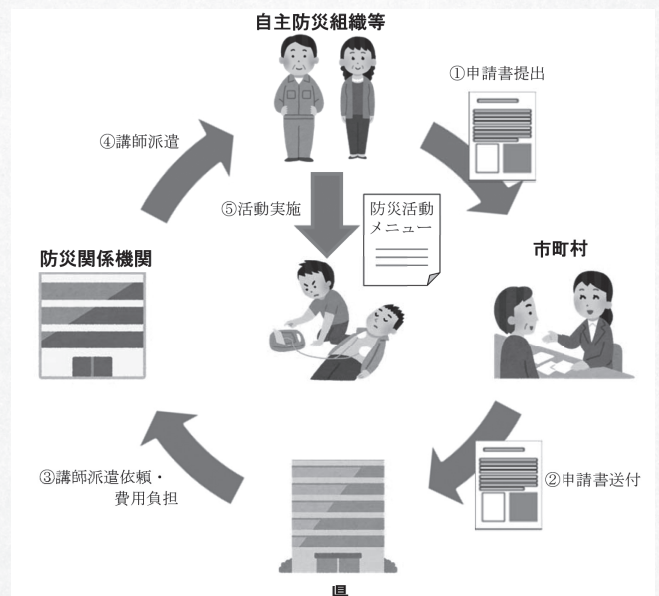 自主防災組織等
①申請書提出
④講師派遣
⑤活動実施
防災活動
メニュー
防災関係機関
市町村
③講師派遣依頼・
費用負担
②申請書送付
県